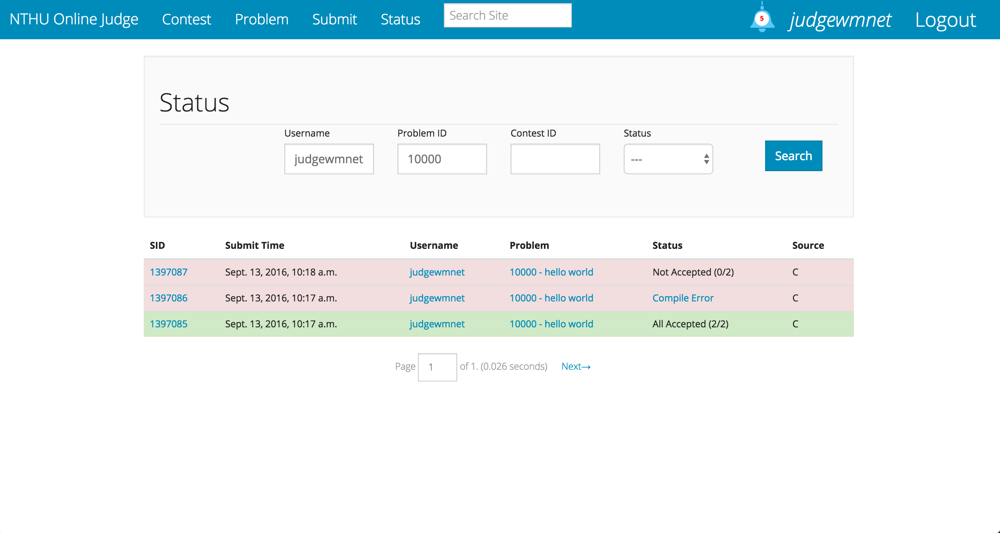 NTHU Online Judge Contest Problem Submit Status Search Site 5 judgewmnet Logout
Status
Username Problem ID Contest ID Status
judgewmnet 10000 --- Search
SID Submit Time Username Problem Status Source
1397087 Sept. 13, 2016, 10:18 a.m. judgewmnet 10000 - hello world Not Accepted (0/2) C
1397086 Sept. 13, 2016, 10:17 a.m. judgewmnet 10000 - hello world Compile Error C
1397085 Sept. 13, 2016, 10:17 a.m. judgewmnet 10000 - hello world All Accepted (2/2) C
Page 1 of 1. (0.026 seconds) Next→